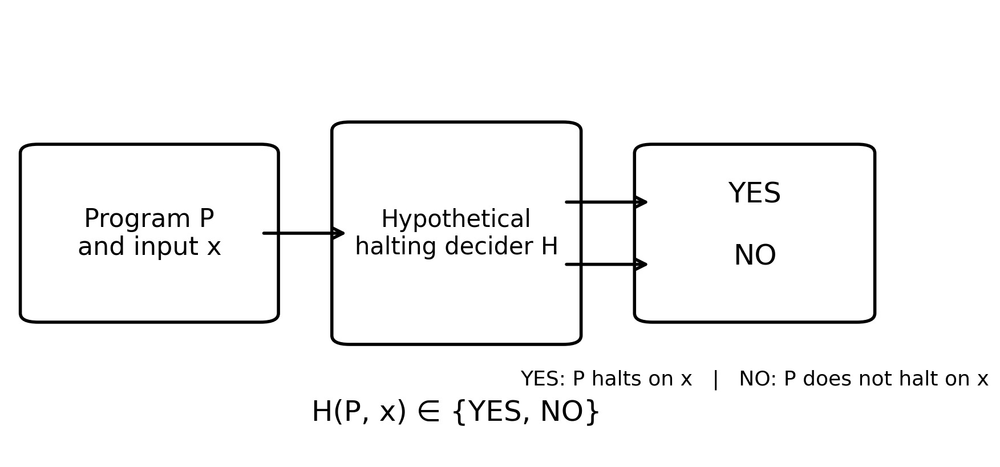 Program P
and input x
Hypothetical
halting decider H
YES
NO
YES: P halts on x   |   NO: P does not halt on x
H(P, x) ∈ {YES, NO}